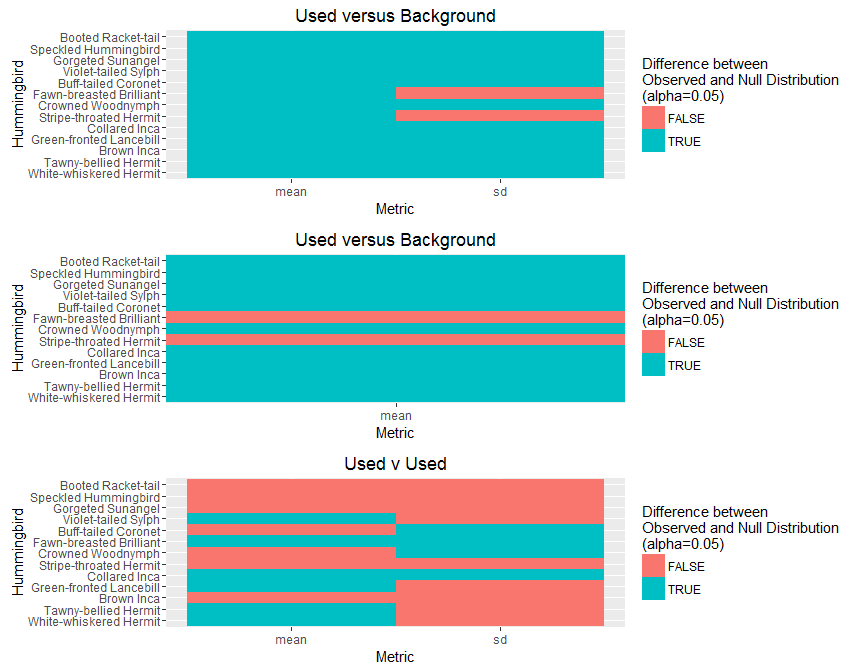 Used versus Background
Hummingbird
Booted Racket-tail
Speckled Hummingbird
Gorgeted Sunangel
Violet-tailed Sylph
Buff-tailed Coronet
Fawn-breasted Brilliant
Crowned Woodnymph
Stripe-throated Hermit
Collared Inca
Green-fronted Lancebill
Brown Inca
Tawny-bellied Hermit
White-whiskered Hermit
mean sd
Metric
Difference between
Observed and Null Distribution
(alpha=0.05)
FALSE
TRUE
Used versus Background
Hummingbird
Booted Racket-tail
Speckled Hummingbird
Gorgeted Sunangel
Violet-tailed Sylph
Buff-tailed Coronet
Fawn-breasted Brilliant
Crowned Woodnymph
Stripe-throated Hermit
Collared Inca
Green-fronted Lancebill
Brown Inca
Tawny-bellied Hermit
White-whiskered Hermit
mean
Metric
Difference between
Observed and Null Distribution
(alpha=0.05)
FALSE
TRUE
Used v Used
Hummingbird
Booted Racket-tail
Speckled Hummingbird
Gorgeted Sunangel
Violet-tailed Sylph
Buff-tailed Coronet
Fawn-breasted Brilliant
Crowned Woodnymph
Stripe-throated Hermit
Collared Inca
Green-fronted Lancebill
Brown Inca
Tawny-bellied Hermit
White-whiskered Hermit
mean sd
Metric
Difference between
Observed and Null Distribution
(alpha=0.05)
FALSE
TRUE